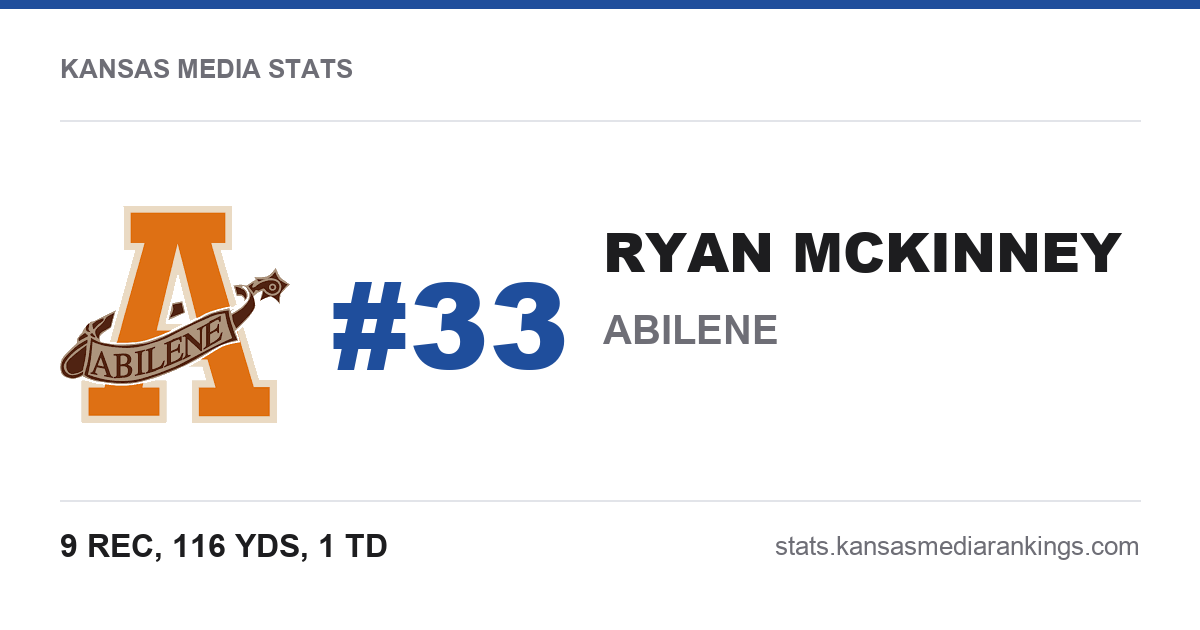 KANSAS MEDIA STATS
ABILENE
#33
RYAN MCKINNEY
ABILENE
9 REC, 116 YDS, 1 TD
stats.kansasmediarankings.com